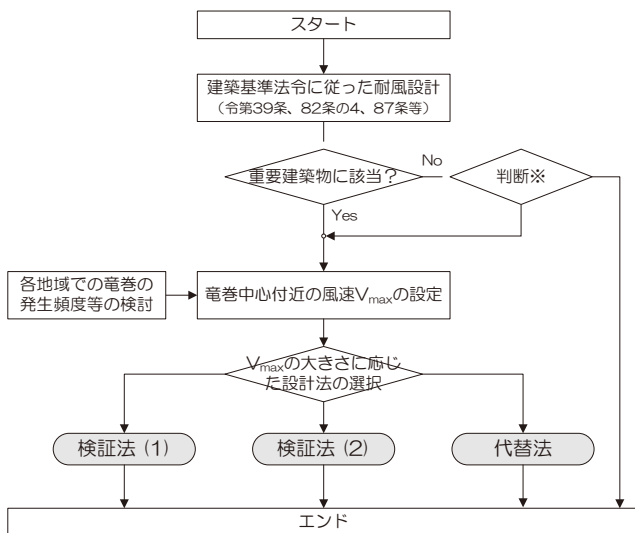 スタート
建築基準法令に従った耐風設計
(令第39条、82条の4、87条等)
重要建築物に該当?
No
判断※
Yes
各地域での竜巻の
発生頻度等の検討
竜巻中心付近の風速Vmaxの設定
Vmaxの大きさに応じ
た設計法の選択
検証法 (1)
検証法 (2)
代替法
エンド